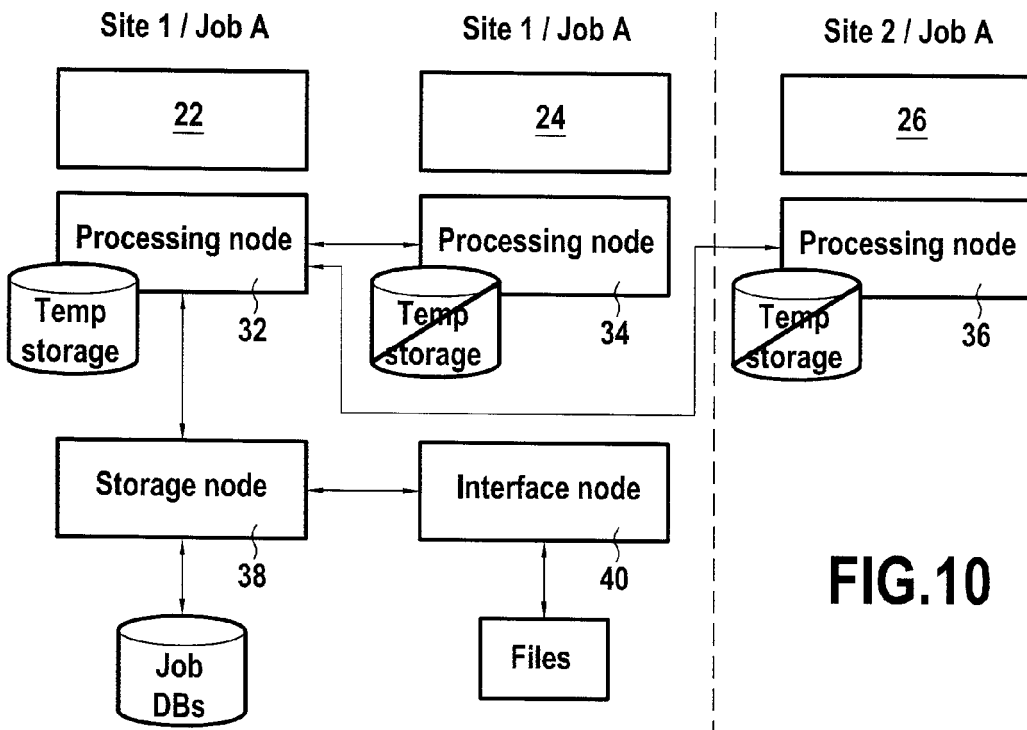 Site 1 / Job A
Site 1 / Job A
Site 2 / Job A
22
24
26
Processing node
Processing node
Processing node
Temp
storage
32
Temp
storage
34
Temp
storage
36
Storage node
Interface node
38
40
FIG.10
Job
DBs
Files